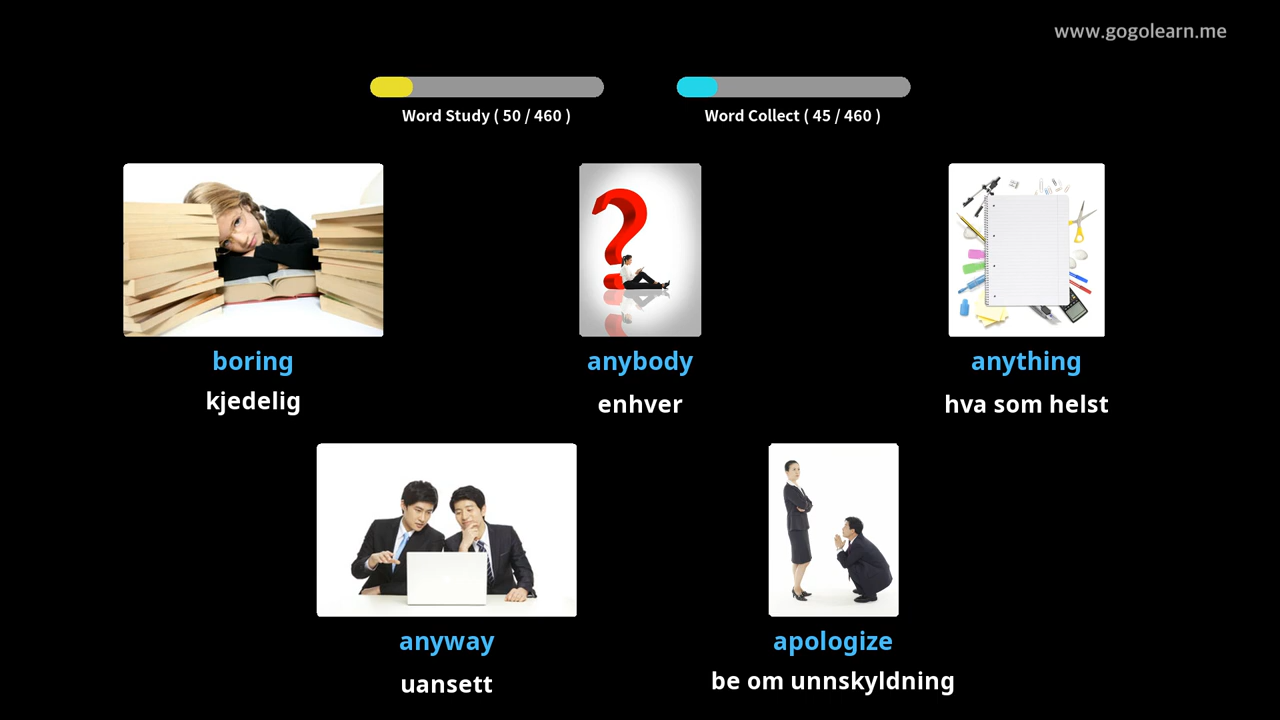 www.gogolearn.me
Word Study ( 50 / 460 )
Word Collect ( 45 / 460 )
boring
kjedelig
anybody
enhver
anything
hva som helst
anyway
uansett
apologize
be om unnskyldning